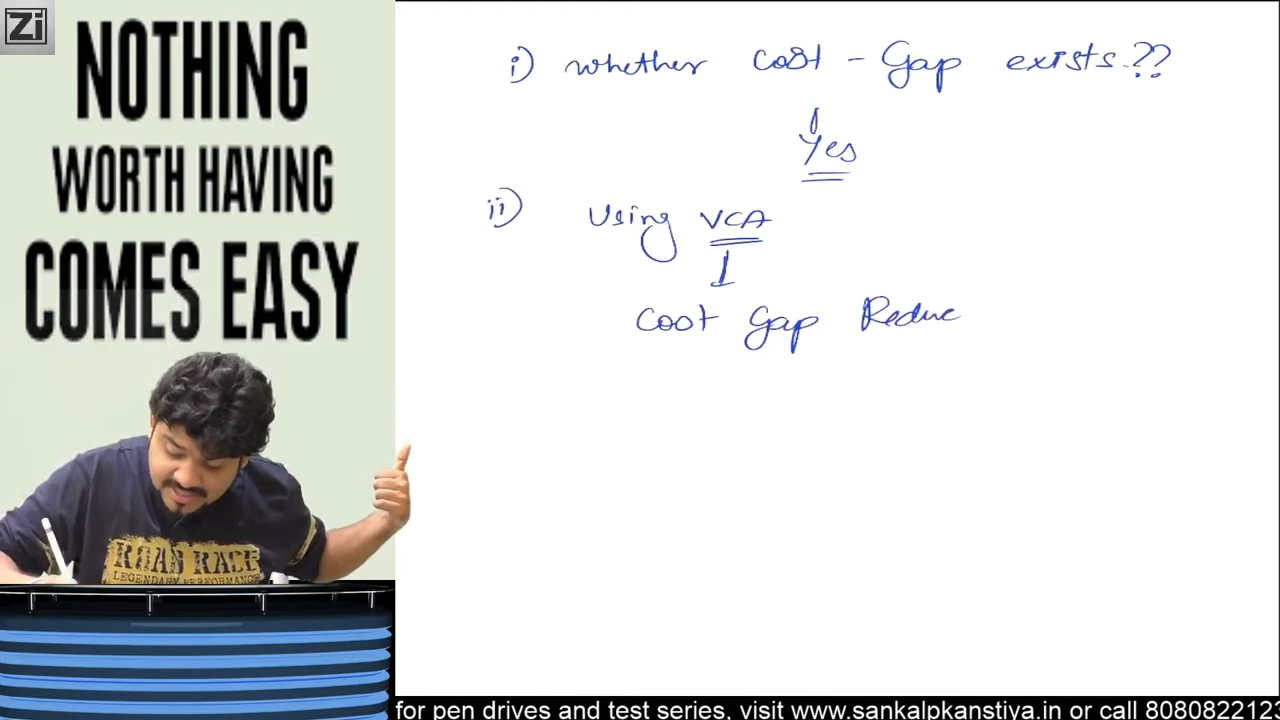 Zi
NOTHING
WORTH HAVING
COMES EASY
ROAD RACE
LEGENDARY PERFORMANCE
i) whether cost - Gap exists.??
Yes
ii) Using VCA
Cost Gap Reduc
for pen drives and test series, visit www.sankalpkanstiya.in or call 8080822122